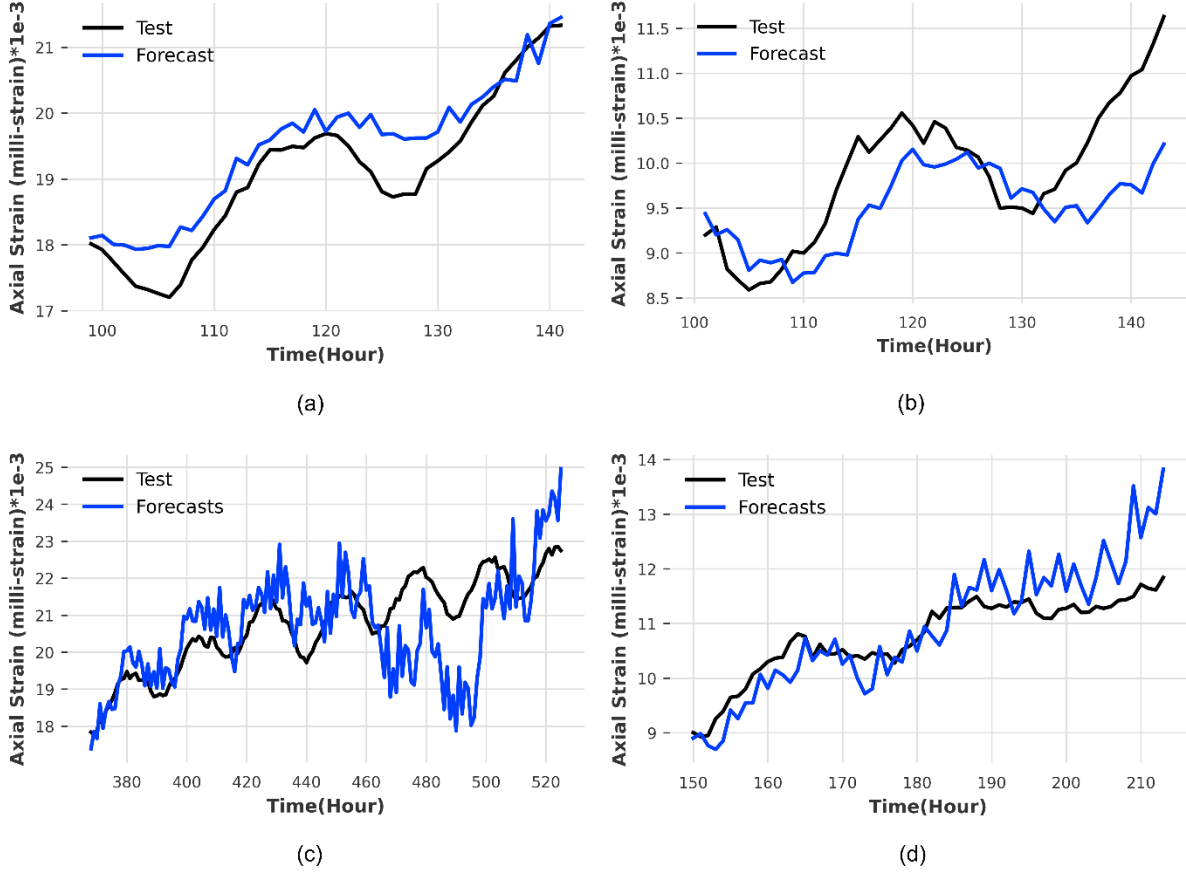 Axial Strain (milli-strain)*1e-3
21
20
19
18
17
Test
Forecast
100 110 120 130 140
Time(Hour)
(a)
Axial Strain (milli-strain)*1e-3
11.5
11.0
10.5
10.0
9.5
9.0
8.5
Test
Forecast
100 110 120 130 140
Time(Hour)
(b)
Axial Strain (milli-strain)*1e-3
25
24
23
22
21
20
19
18
Test
Forecasts
380 400 420 440 460 480 500 520
Time(Hour)
(c)
Axial Strain (milli-strain)*1e-3
14
13
12
11
10
9
Test
Forecasts
150 160 170 180 190 200 210
Time(Hour)
(d)